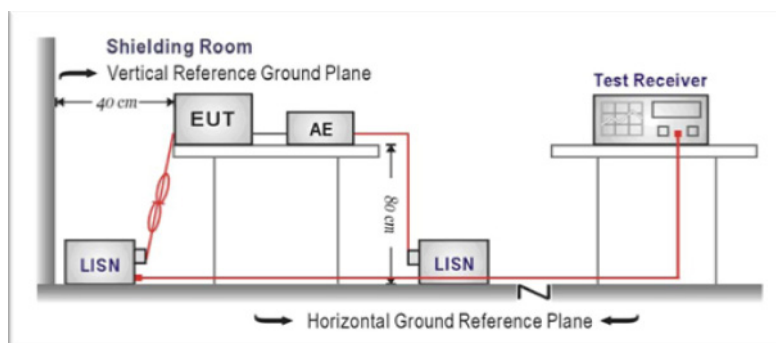 Shielding Room
Vertical Reference Ground Plane
Test Receiver
40 cm
EUT
AE
80 cm
LISN
LISN
Horizontal Ground Reference Plane